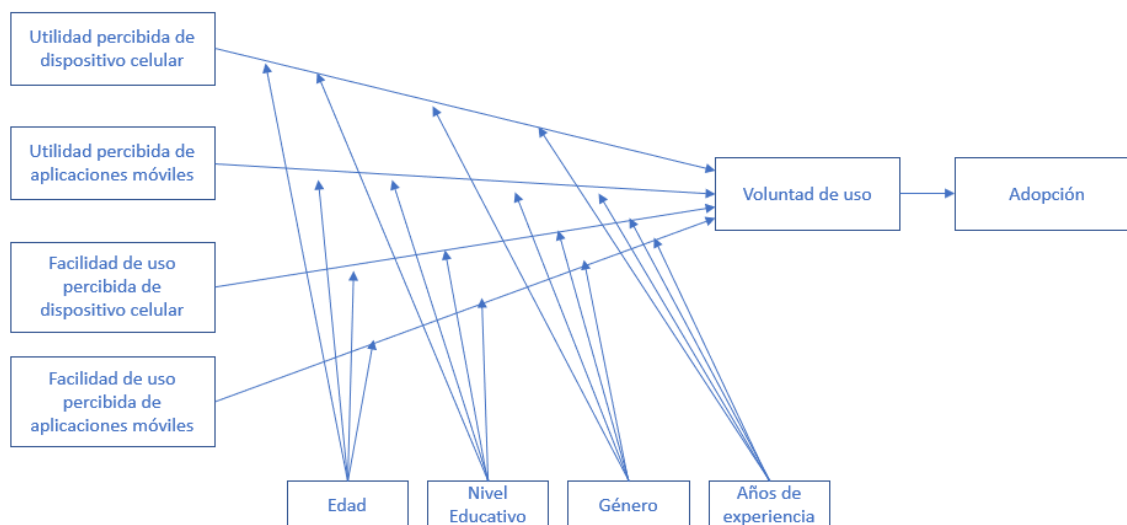 Utilidad percibida de
dispositivo celular
Utilidad percibida de
aplicaciones móviles
Voluntad de uso
Adopción
Facilidad de uso
percibida de
dispositivo celular
Facilidad de uso
percibida de
aplicaciones móviles
Edad
Nivel
Educativo
Género
Años de
experiencia